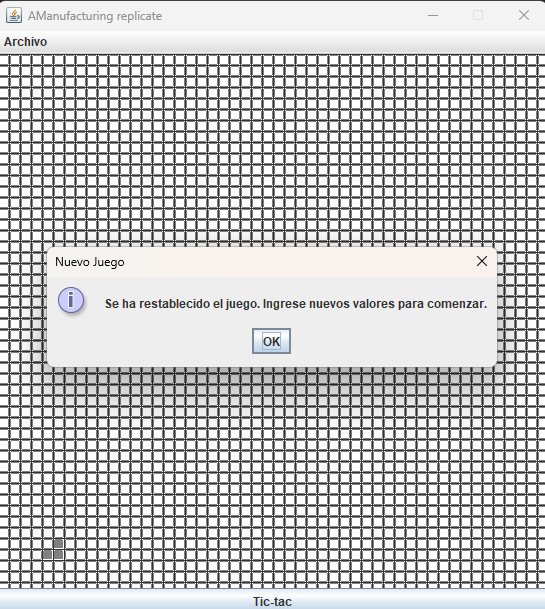 AManufacturing replicate
Archivo
Nuevo Juego
Se ha restablecido el juego. Ingrese nuevos valores para comenzar.
OK
Tic-tac